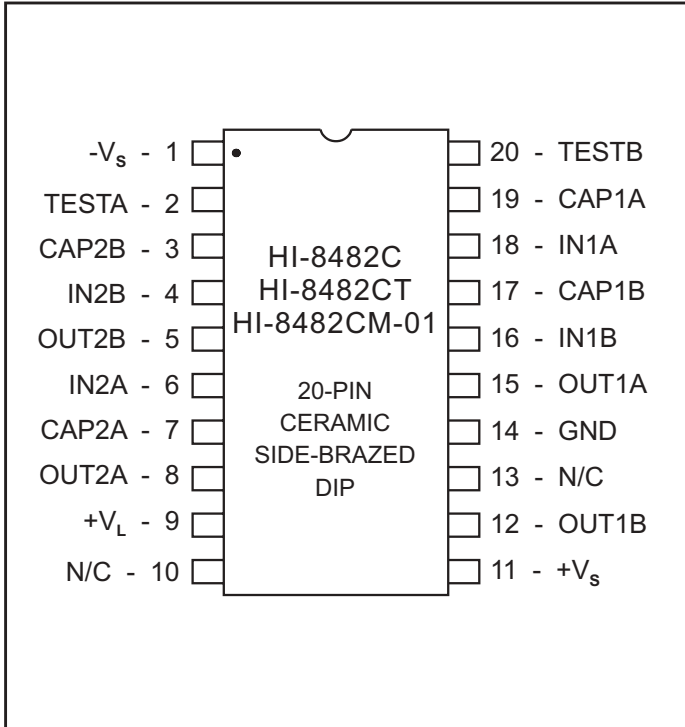 -VS - 1
TESTA - 2
CAP2B - 3
IN2B - 4
OUT2B - 5
IN2A - 6
CAP2A - 7
OUT2A - 8
+VL - 9
N/C - 10
HI-8482C
HI-8482CT
HI-8482CM-01
20-PIN
CERAMIC
SIDE-BRAZED
DIP
20 - TESTB
19 - CAP1A
18 - IN1A
17 - CAP1B
16 - IN1B
15 - OUT1A
14 - GND
13 - N/C
12 - OUT1B
11 - +VS